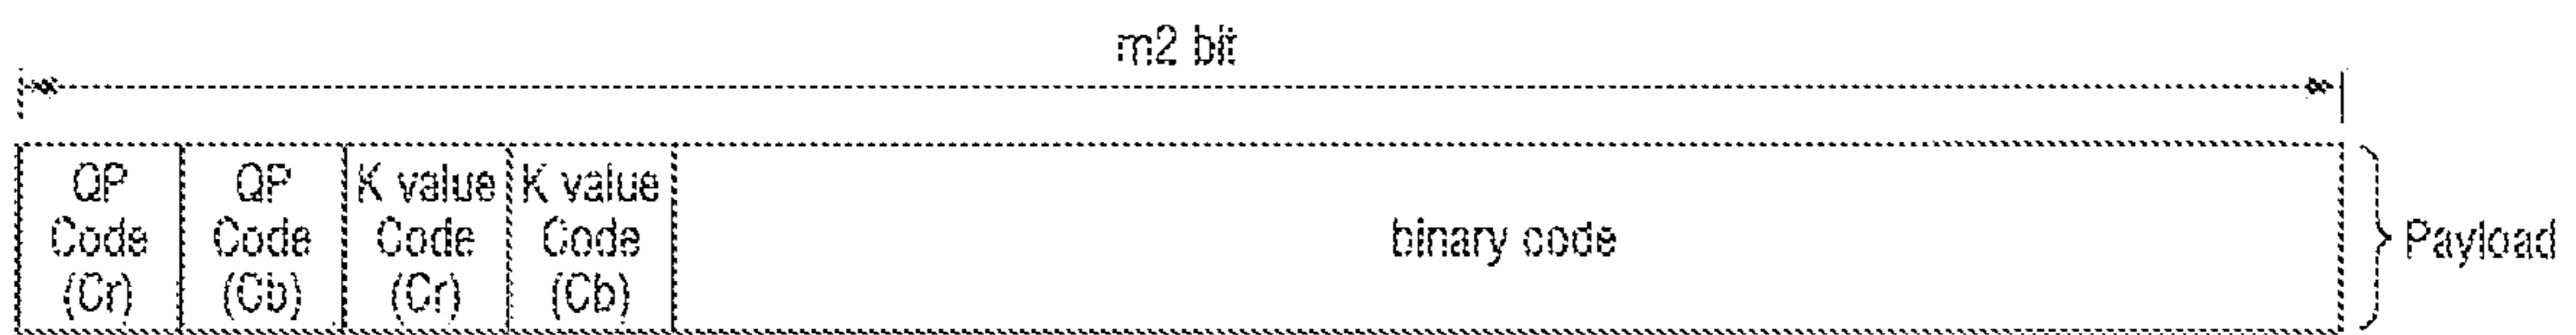 m2 bit
QP Code (Cr)
QP Code (Cb)
K value Code (Cr)
K value Code (Cb)
binary code
Payload